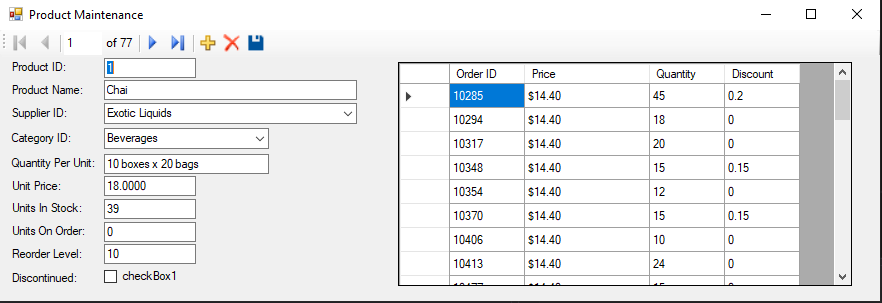 Product Maintenance
1 of 77
Product ID: 1
Product Name: Chai
Supplier ID: Exotic Liquids
Category ID: Beverages
Quantity Per Unit: 10 boxes x 20 bags
Unit Price: 18.0000
Units In Stock: 39
Units On Order: 0
Reorder Level: 10
Discontinued: checkBox1
Order ID Price Quantity Discount
10285 $14.40 45 0.2
10294 $14.40 18 0
10317 $14.40 20 0
10348 $14.40 15 0.15
10354 $14.40 12 0
10370 $14.40 15 0.15
10406 $14.40 10 0
10413 $14.40 24 0